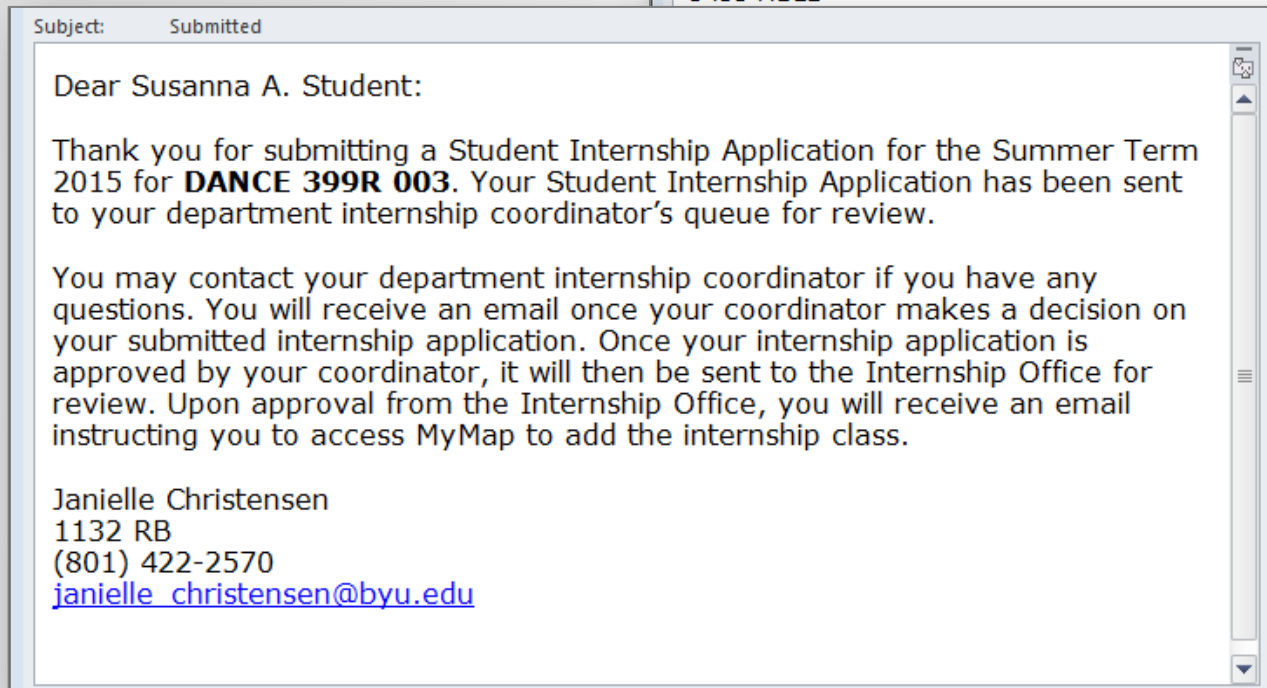 Subject: Submitted
Dear Susanna A. Student:
Thank you for submitting a Student Internship Application for the Summer Term
2015 for DANCE 399R 003. Your Student Internship Application has been sent
to your department internship coordinator’s queue for review.
You may contact your department internship coordinator if you have any
questions. You will receive an email once your coordinator makes a decision on
your submitted internship application. Once your internship application is
approved by your coordinator, it will then be sent to the Internship Office for
review. Upon approval from the Internship Office, you will receive an email
instructing you to access MyMap to add the internship class.
Janielle Christensen
1132 RB
(801) 422-2570
janielle_christensen@byu.edu